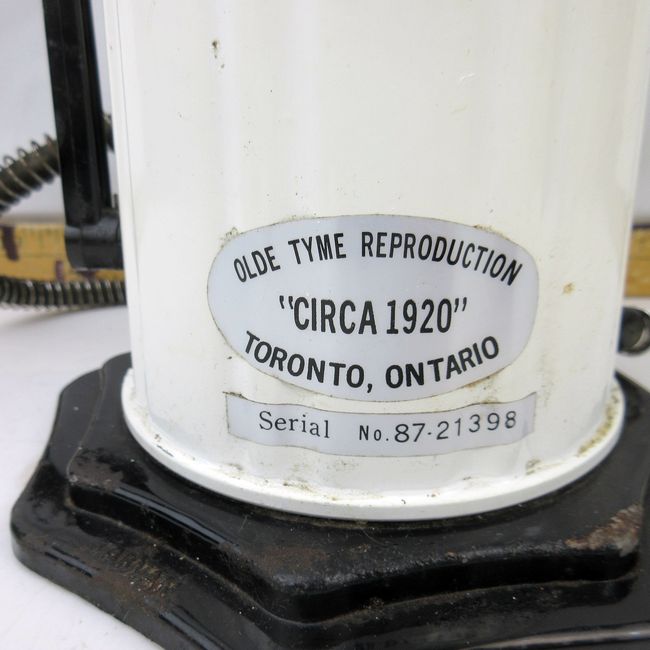 OLDE TYME REPRODUCTION
"CIRCA 1920"
TORONTO, ONTARIO
Serial No. 87-21398